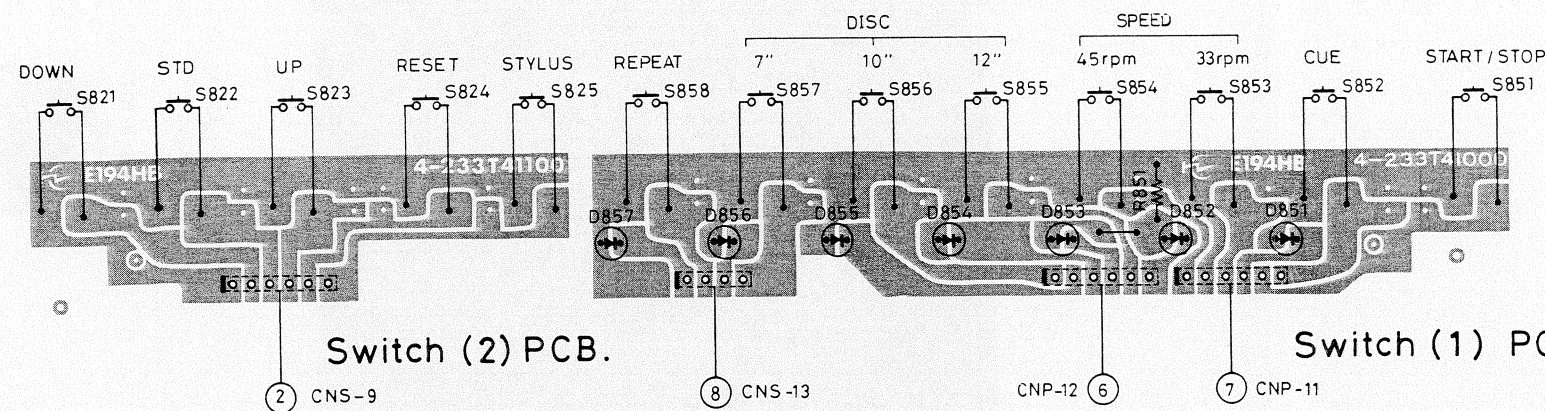 DISC SPEED
DOWN STD UP RESET STYLUS REPEAT 7" 10" 12" 45rpm 33rpm CUE START/STOP
S821 S822 S823 S824 S825 S858 S857 S856 S855 S854 S853 S852 S851
E194HB 4-233T41100 E194HB 4-233T41000
R851
D857 D856 D855 D854 D853 D852 D851
Switch (2) PCB. Switch (1) PC
2 CNS-9 8 CNS-13 CNP-12 6 7 CNP-11